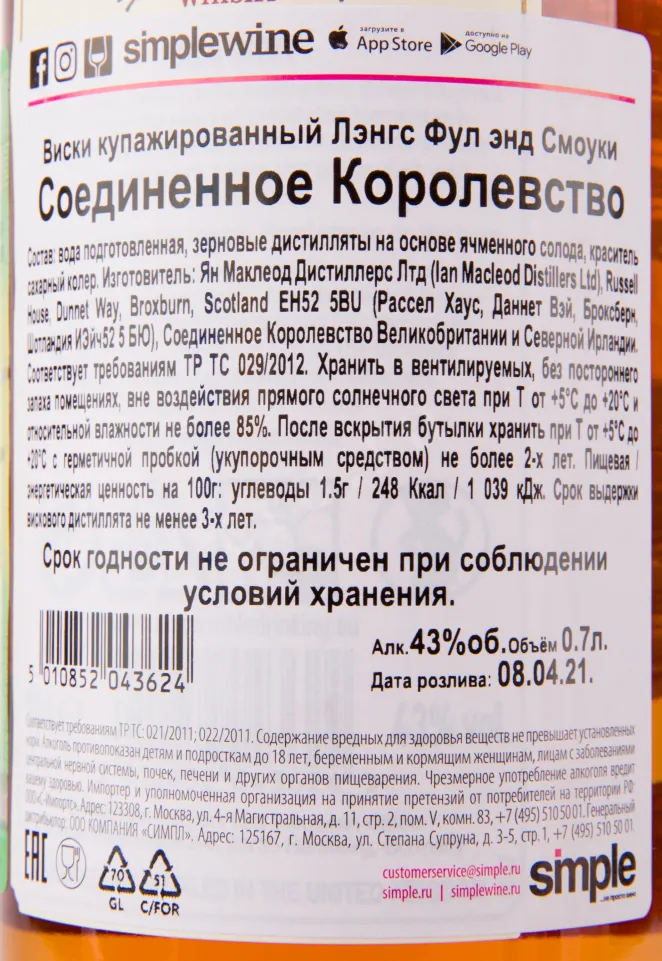 WHISKY
simplewine загрузите в App Store доступно на Google Play
Виски купажированный Лэнгс Фул энд Смоуки
Соединенное Королевство
Состав: вода подготовленная, зерновые дистилляты на основе ячменного солода, краситель
сахарный колер. Изготовитель: Ян Маклеод Дистиллерс Лтд (Ian Macleod Distillers Ltd), Russell
House, Dunnet Way, Broxburn, Scotland EH52 5BU (Рассел Хаус, Даннет Вэй, Броксберн,
Шотландия ИЭйч52 5 БЮ), Соединенное Королевство Великобритании и Северной Ирландии.
Соответствует требованиям ТР ТС 029/2012. Хранить в вентилируемых, без постороннего
запаха помещениях, вне воздействия прямого солнечного света при Т от +5°С до +20°С и
относительной влажности не более 85%. После вскрытия бутылки хранить при Т от +5°С до
+20°С с герметичной пробкой (укупорочным средством) не более 2-х лет. Пищевая /
энергетическая ценность на 100г: углеводы 1.5г / 248 Ккал / 1 039 кДж. Срок выдержки
вискового дистиллята не менее 3-х лет.
Срок годности не ограничен при соблюдении
условий хранения.
Алк.43%об.Объём 0.7л.
Дата розлива: 08.04.21.
5 010852 043624
Соответствует требованиям ТР ТС: 021/2011; 022/2011. Содержание вредных для здоровья веществ не превышает установленных
норм. Алкоголь противопоказан детям и подросткам до 18 лет, беременным и кормящим женщинам, лицам с заболеваниями
центральной нервной системы, почек, печени и других органов пищеварения. Чрезмерное употребление алкоголя вредит
вашему здоровью. Импортер и уполномоченная организация на принятие претензий от потребителей на территории РФ:
ООО «С-Импорт». Адрес: 123308, г. Москва, ул. 4-я Магистральная, д. 11, стр. 2, пом. V, комн. 83, +7 (495) 510 50 01. Генеральный
дистрибьютор: ООО КОМПАНИЯ «СИМПЛ». Адрес: 125167, г. Москва, ул. Степана Супруна, д. 3-5, стр. 1, +7 (495) 510 50 01
EAC
70
GL
51
C/FOR
customerservice@simple.ru
simple.ru | simplewine.ru
simple
...не просто вино